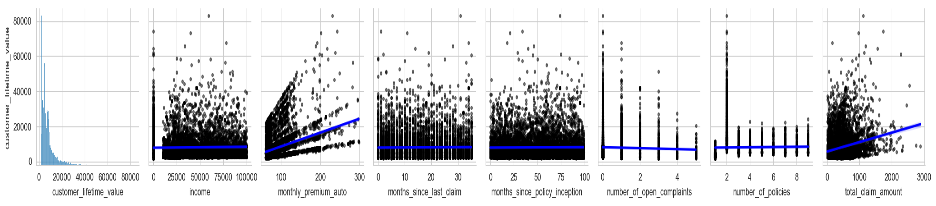 customer_lifetime_value
80000
60000
40000
20000
0
0 20000 40000 60000 80000
0 25000 50000 75000 100000
100 200 300
0 10 20 30
0 25 50 75 100
0 2 4
2 4 6 8
0 1000 2000 3000
customer_lifetime_value
income
monthly_premium_auto
months_since_last_claim
months_since_policy_inception
number_of_open_complaints
number_of_policies
total_claim_amount